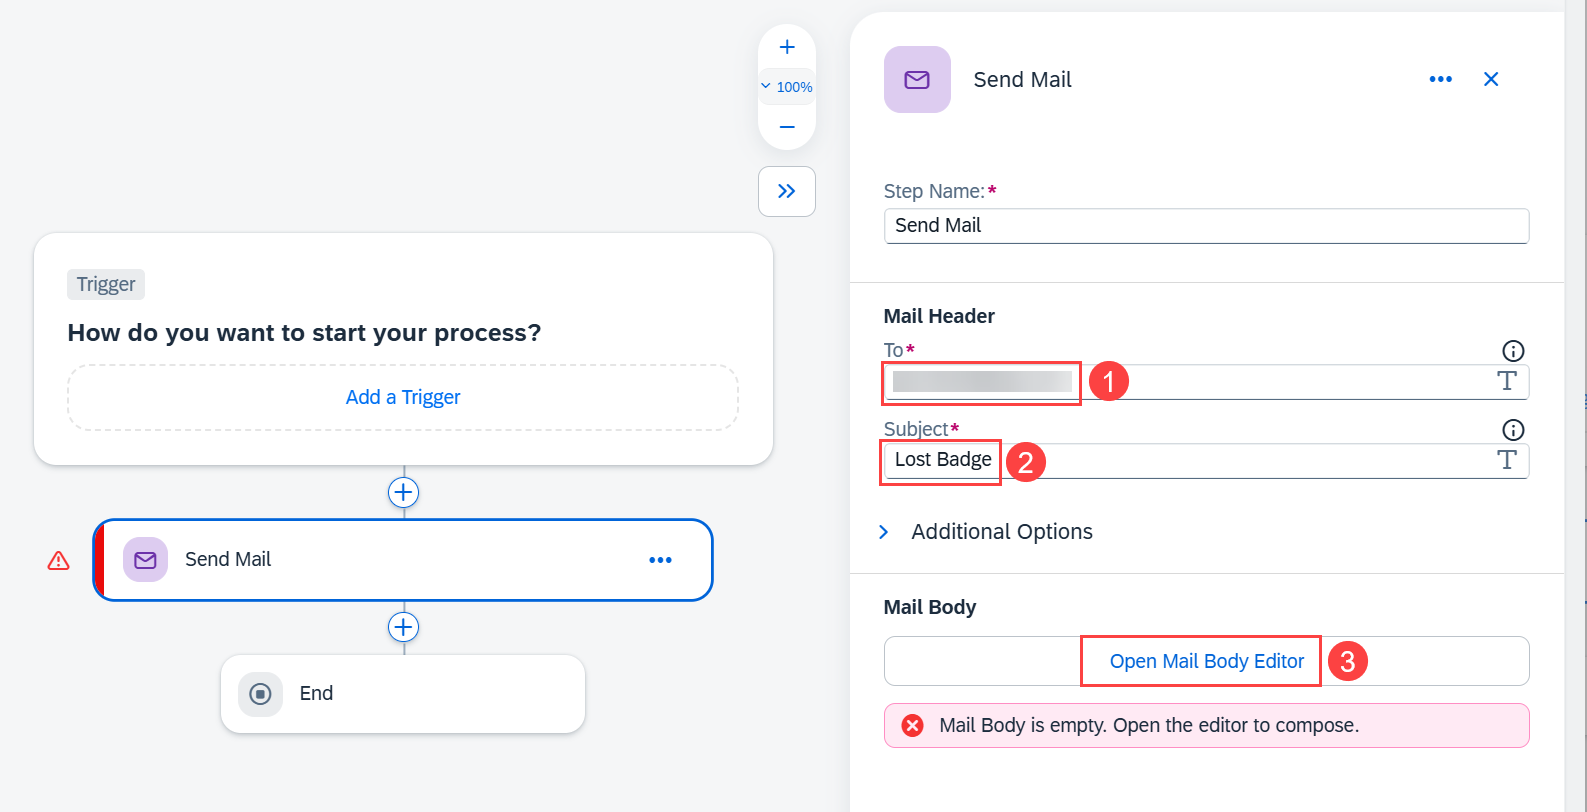 100%
Trigger
How do you want to start your process?
Add a Trigger
Send Mail
End
Send Mail
Step Name:*
Send Mail
Mail Header
To*
1
Subject*
Lost Badge
2
Additional Options
Mail Body
Open Mail Body Editor
3
Mail Body is empty. Open the editor to compose.